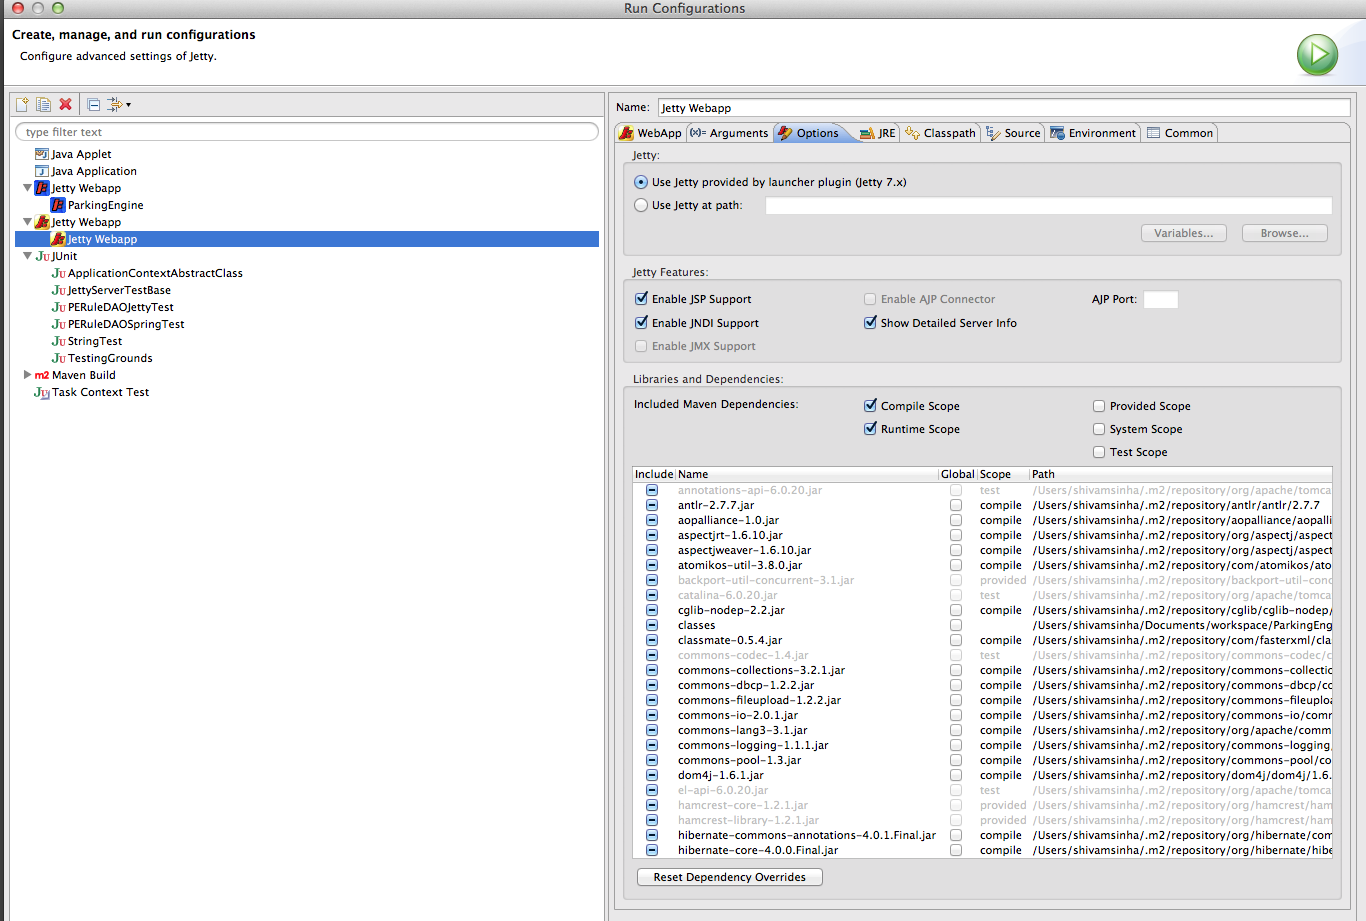 Run Configurations
Create, manage, and run configurations
Configure advanced settings of Jetty.
type filter text
Java Applet
Java Application
Jetty Webapp
ParkingEngine
Jetty Webapp
Jetty Webapp
JUnit
ApplicationContextAbstractClass
JettyServerTestBase
PERuleDAOJettyTest
PERuleDAOSpringTest
StringTest
TestingGrounds
m2 Maven Build
Task Context Test
Name: Jetty Webapp
WebApp (x)= Arguments Options JRE Classpath Source Environment Common
Jetty:
Use Jetty provided by launcher plugin (Jetty 7.x)
Use Jetty at path:
Variables... Browse...
Jetty Features:
Enable JSP Support Enable AJP Connector AJP Port:
Enable JNDI Support Show Detailed Server Info
Enable JMX Support
Libraries and Dependencies:
Included Maven Dependencies: Compile Scope Provided Scope
Runtime Scope System Scope
Test Scope
Include Name Global Scope Path
annotations-api-6.0.20.jar test /Users/shivamsinha/.m2/repository/org/apache/tomca
antlr-2.7.7.jar compile /Users/shivamsinha/.m2/repository/antlr/antlr/2.7.7
aopalliance-1.0.jar compile /Users/shivamsinha/.m2/repository/aopalliance/aopalli
aspectjrt-1.6.10.jar compile /Users/shivamsinha/.m2/repository/org/aspectj/aspect
aspectjweaver-1.6.10.jar compile /Users/shivamsinha/.m2/repository/org/aspectj/aspect
atomikos-util-3.8.0.jar compile /Users/shivamsinha/.m2/repository/com/atomikos/ato
backport-util-concurrent-3.1.jar provided /Users/shivamsinha/.m2/repository/backport-util-conc
catalina-6.0.20.jar test /Users/shivamsinha/.m2/repository/org/apache/tomca
cglib-nodep-2.2.jar compile /Users/shivamsinha/.m2/repository/cglib/cglib-nodep/
classes /Users/shivamsinha/Documents/workspace/ParkingEng
classmate-0.5.4.jar compile /Users/shivamsinha/.m2/repository/com/fasterxml/cla
commons-codec-1.4.jar test /Users/shivamsinha/.m2/repository/commons-codec/c
commons-collections-3.2.1.jar compile /Users/shivamsinha/.m2/repository/commons-collectio
commons-dbcp-1.2.2.jar compile /Users/shivamsinha/.m2/repository/commons-dbcp/co
commons-fileupload-1.2.2.jar compile /Users/shivamsinha/.m2/repository/commons-fileuploa
commons-io-2.0.1.jar compile /Users/shivamsinha/.m2/repository/commons-io/comr
commons-lang3-3.1.jar compile /Users/shivamsinha/.m2/repository/org/apache/comm
commons-logging-1.1.1.jar compile /Users/shivamsinha/.m2/repository/commons-logging,
commons-pool-1.3.jar compile /Users/shivamsinha/.m2/repository/commons-pool/co
dom4j-1.6.1.jar compile /Users/shivamsinha/.m2/repository/dom4j/dom4j/1.6.
el-api-6.0.20.jar test /Users/shivamsinha/.m2/repository/org/apache/tomca
hamcrest-core-1.2.1.jar provided /Users/shivamsinha/.m2/repository/org/hamcrest/ham
hamcrest-library-1.2.1.jar provided /Users/shivamsinha/.m2/repository/org/hamcrest/ham
hibernate-commons-annotations-4.0.1.Final.jar compile /Users/shivamsinha/.m2/repository/org/hibernate/com
hibernate-core-4.0.0.Final.jar compile /Users/shivamsinha/.m2/repository/org/hibernate/hibe
Reset Dependency Overrides